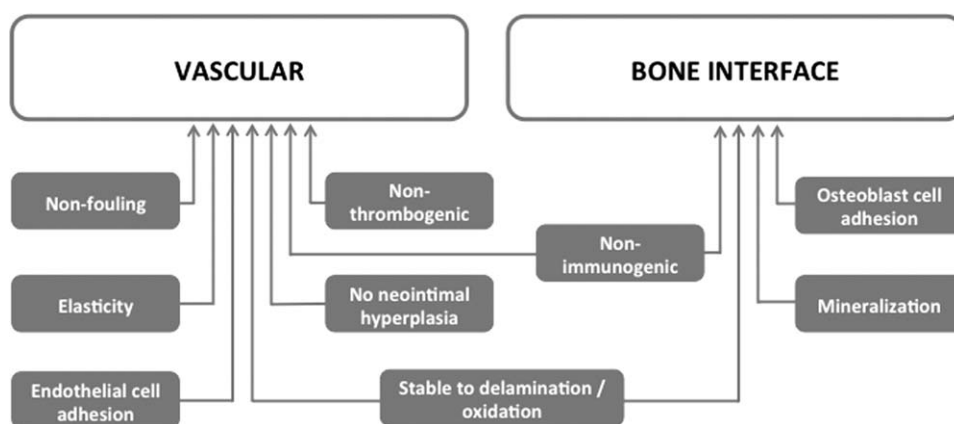 VASCULAR
BONE INTERFACE
Non-fouling
Non-
thrombogenic
Osteoblast cell
adhesion
Non-
immunogenic
Elasticity
No neointimal
hyperplasia
Mineralization
Endothelial cell
adhesion
Stable to delamination /
oxidation